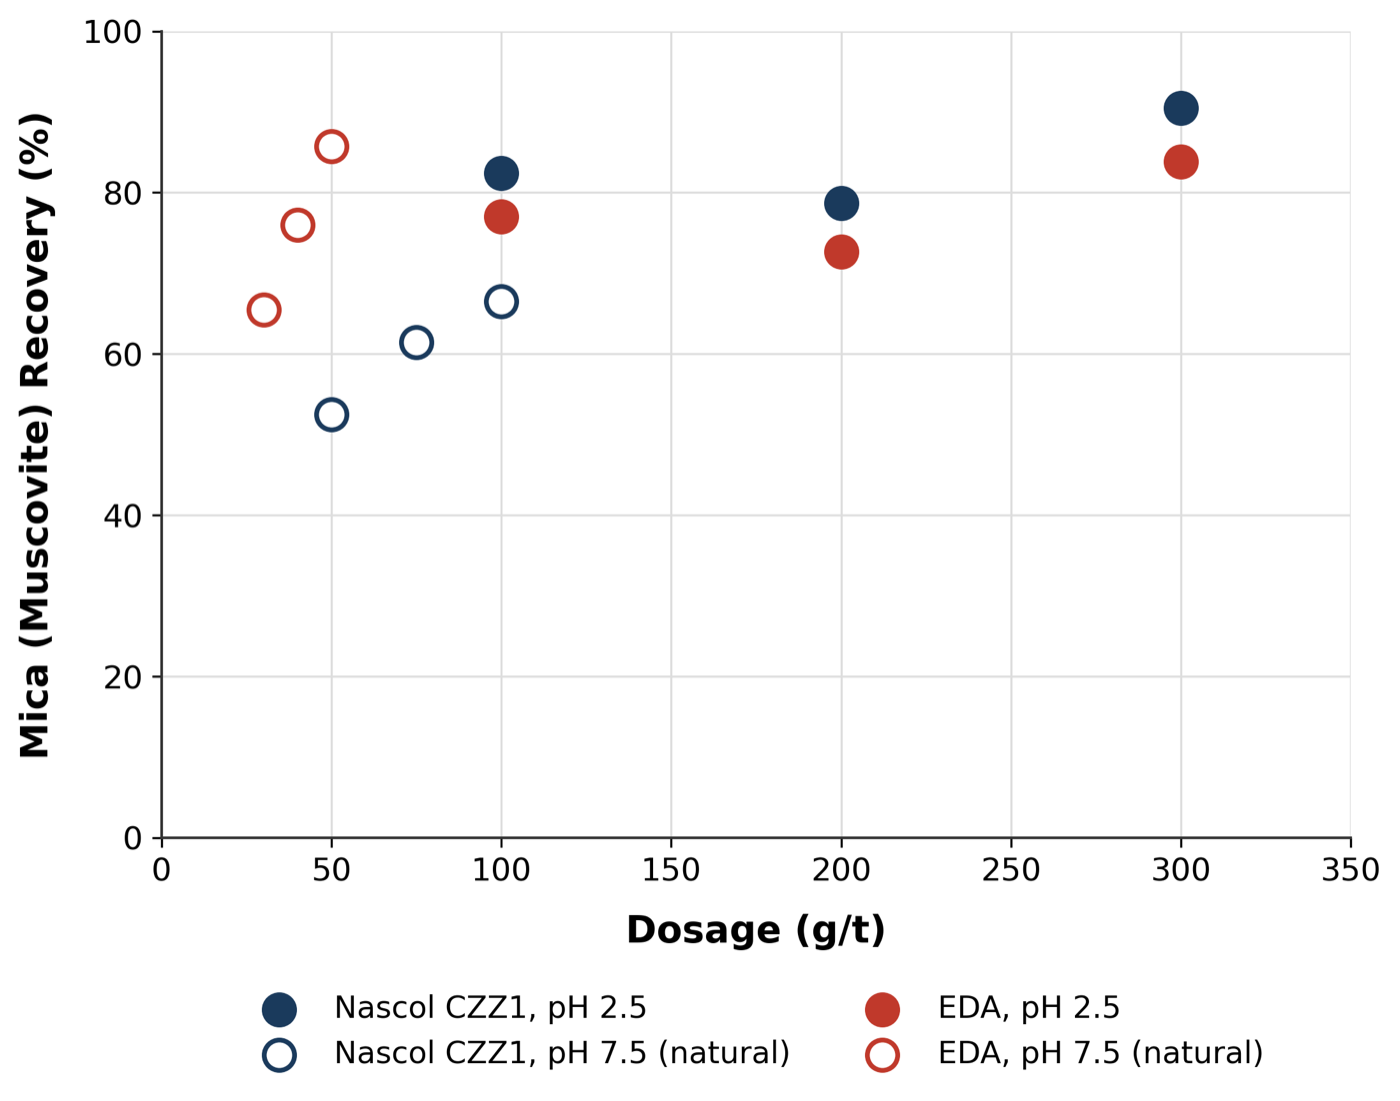 100
80
60
40
20
0
Mica (Muscovite) Recovery (%)
0 50 100 150 200 250 300 350
Dosage (g/t)
Nascol CZZ1, pH 2.5
Nascol CZZ1, pH 7.5 (natural)
EDA, pH 2.5
EDA, pH 7.5 (natural)